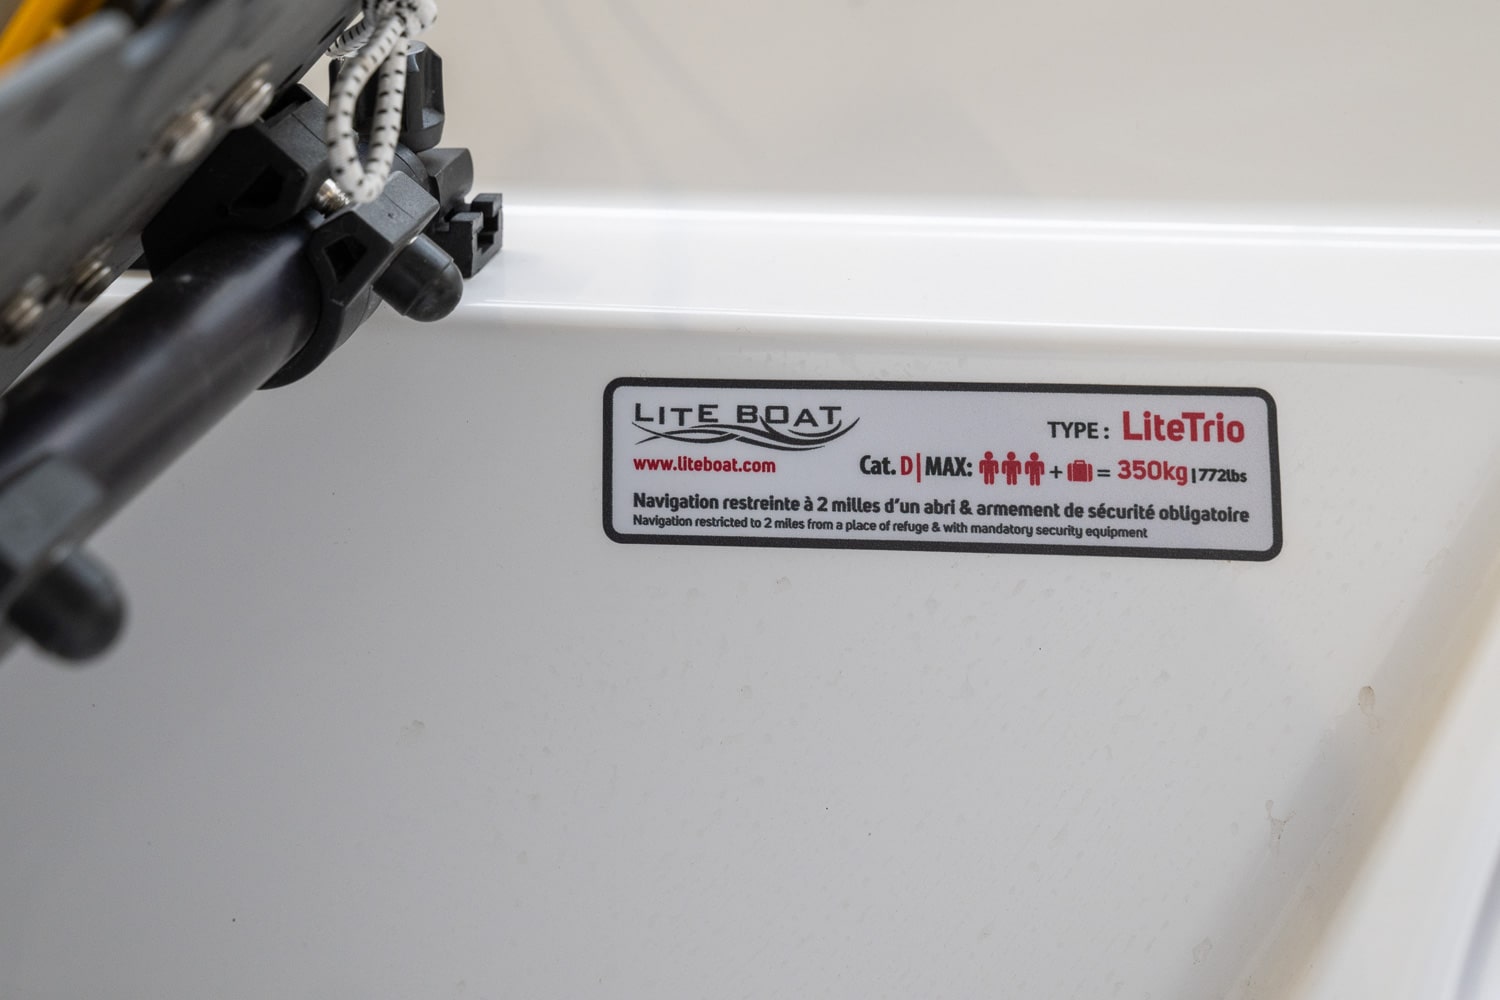 LITE BOAT
TYPE : LiteTrio
www.liteboat.com
Cat. D | MAX: + = 350kg | 772lbs
Navigation restreinte à 2 milles d'un abri & armement de sécurité obligatoire
Navigation restricted to 2 miles from a place of refuge & with mandatory security equipment